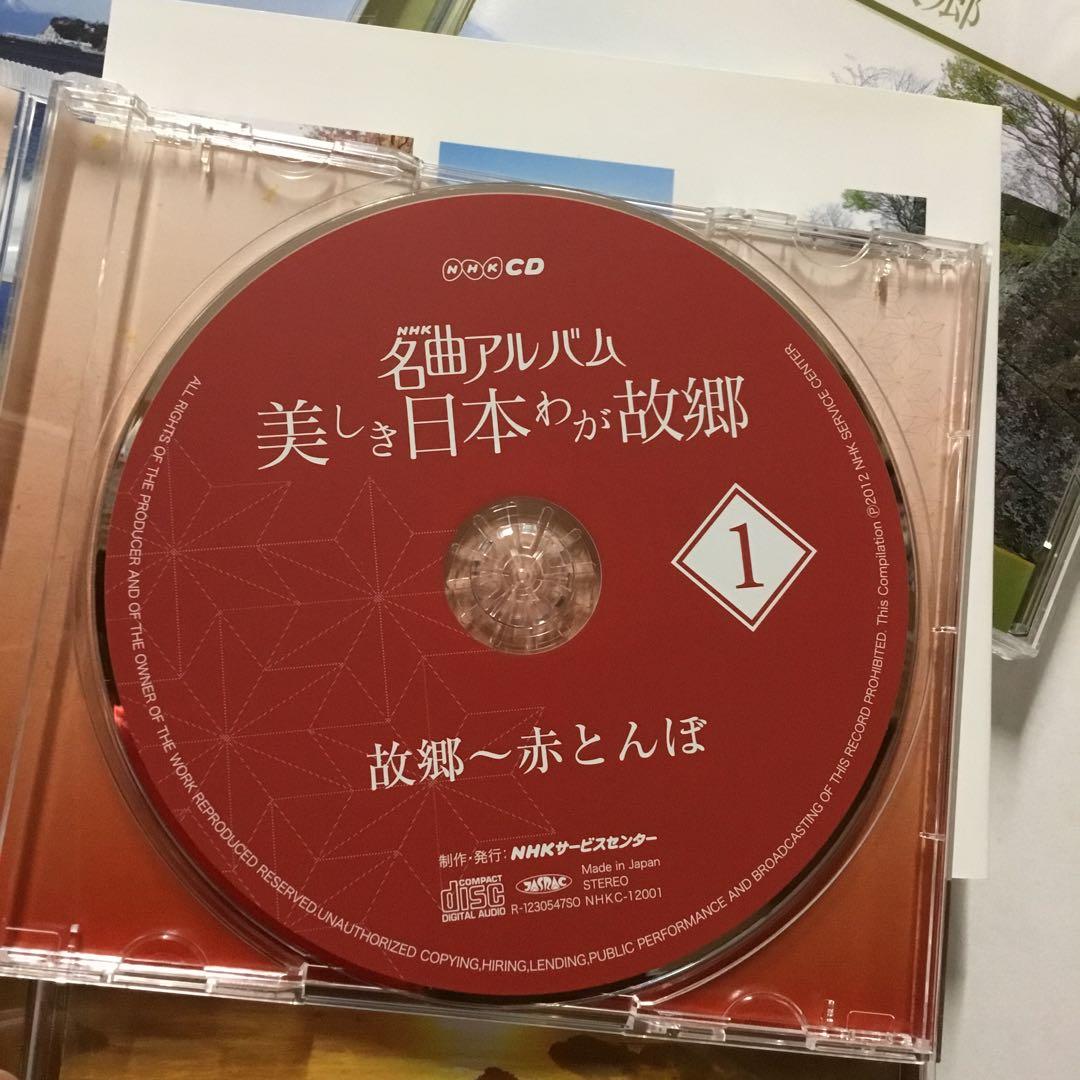 故郷
NHK CD
NHK
名曲アルバム
美しき日本わが故郷
1
故郷～赤とんぼ
制作・発行：NHKサービスセンター
COMPACT
disc
DIGITAL AUDIO
JASRAC
Made in Japan
STEREO
R-1230547SO NHKC-12001
ALL RIGHTS OF THE PRODUCER AND OF THE OWNER OF THE WORK REPRODUCED RESERVED.UNAUTHORIZED COPYING,HIRING,LENDING,PUBLIC PERFORMANCE AND BROADCASTING OF THIS RECORD PROHIBITED. This Compilation ℗2012 NHK SERVICE CENTER